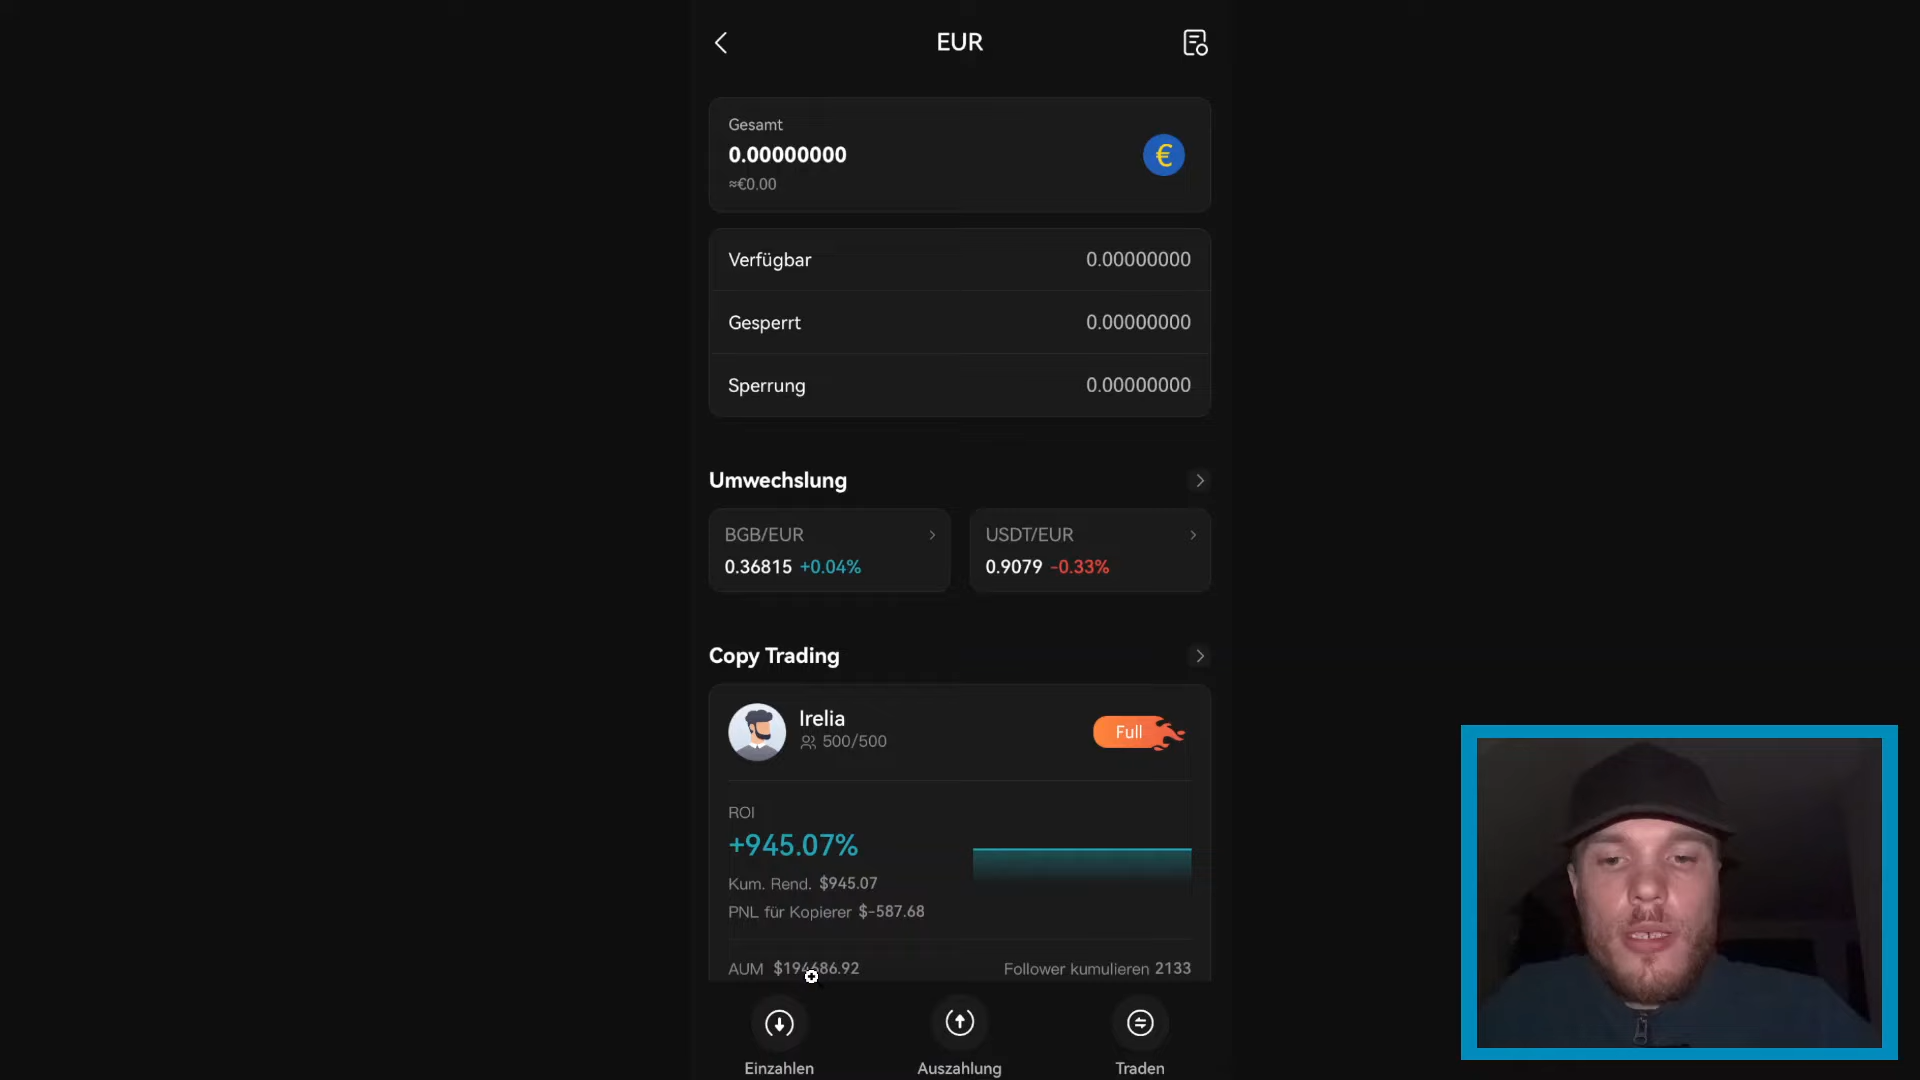 EUR
Gesamt
0.00000000
≈€0.00
€
Verfügbar 0.00000000
Gesperrt 0.00000000
Sperrung 0.00000000
Umwechslung
BGB/EUR
0.36815 +0.04%
USDT/EUR
0.9079 -0.33%
Copy Trading
Irelia
500/500
Full
ROI
+945.07%
Kum. Rend. $945.07
PNL für Kopierer $-587.68
AUM $194686.92 Follower kumulieren 2133
Einzahlen Auszahlung Traden